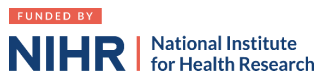 FUNDED BY
NIHR | National Institute
for Health Research